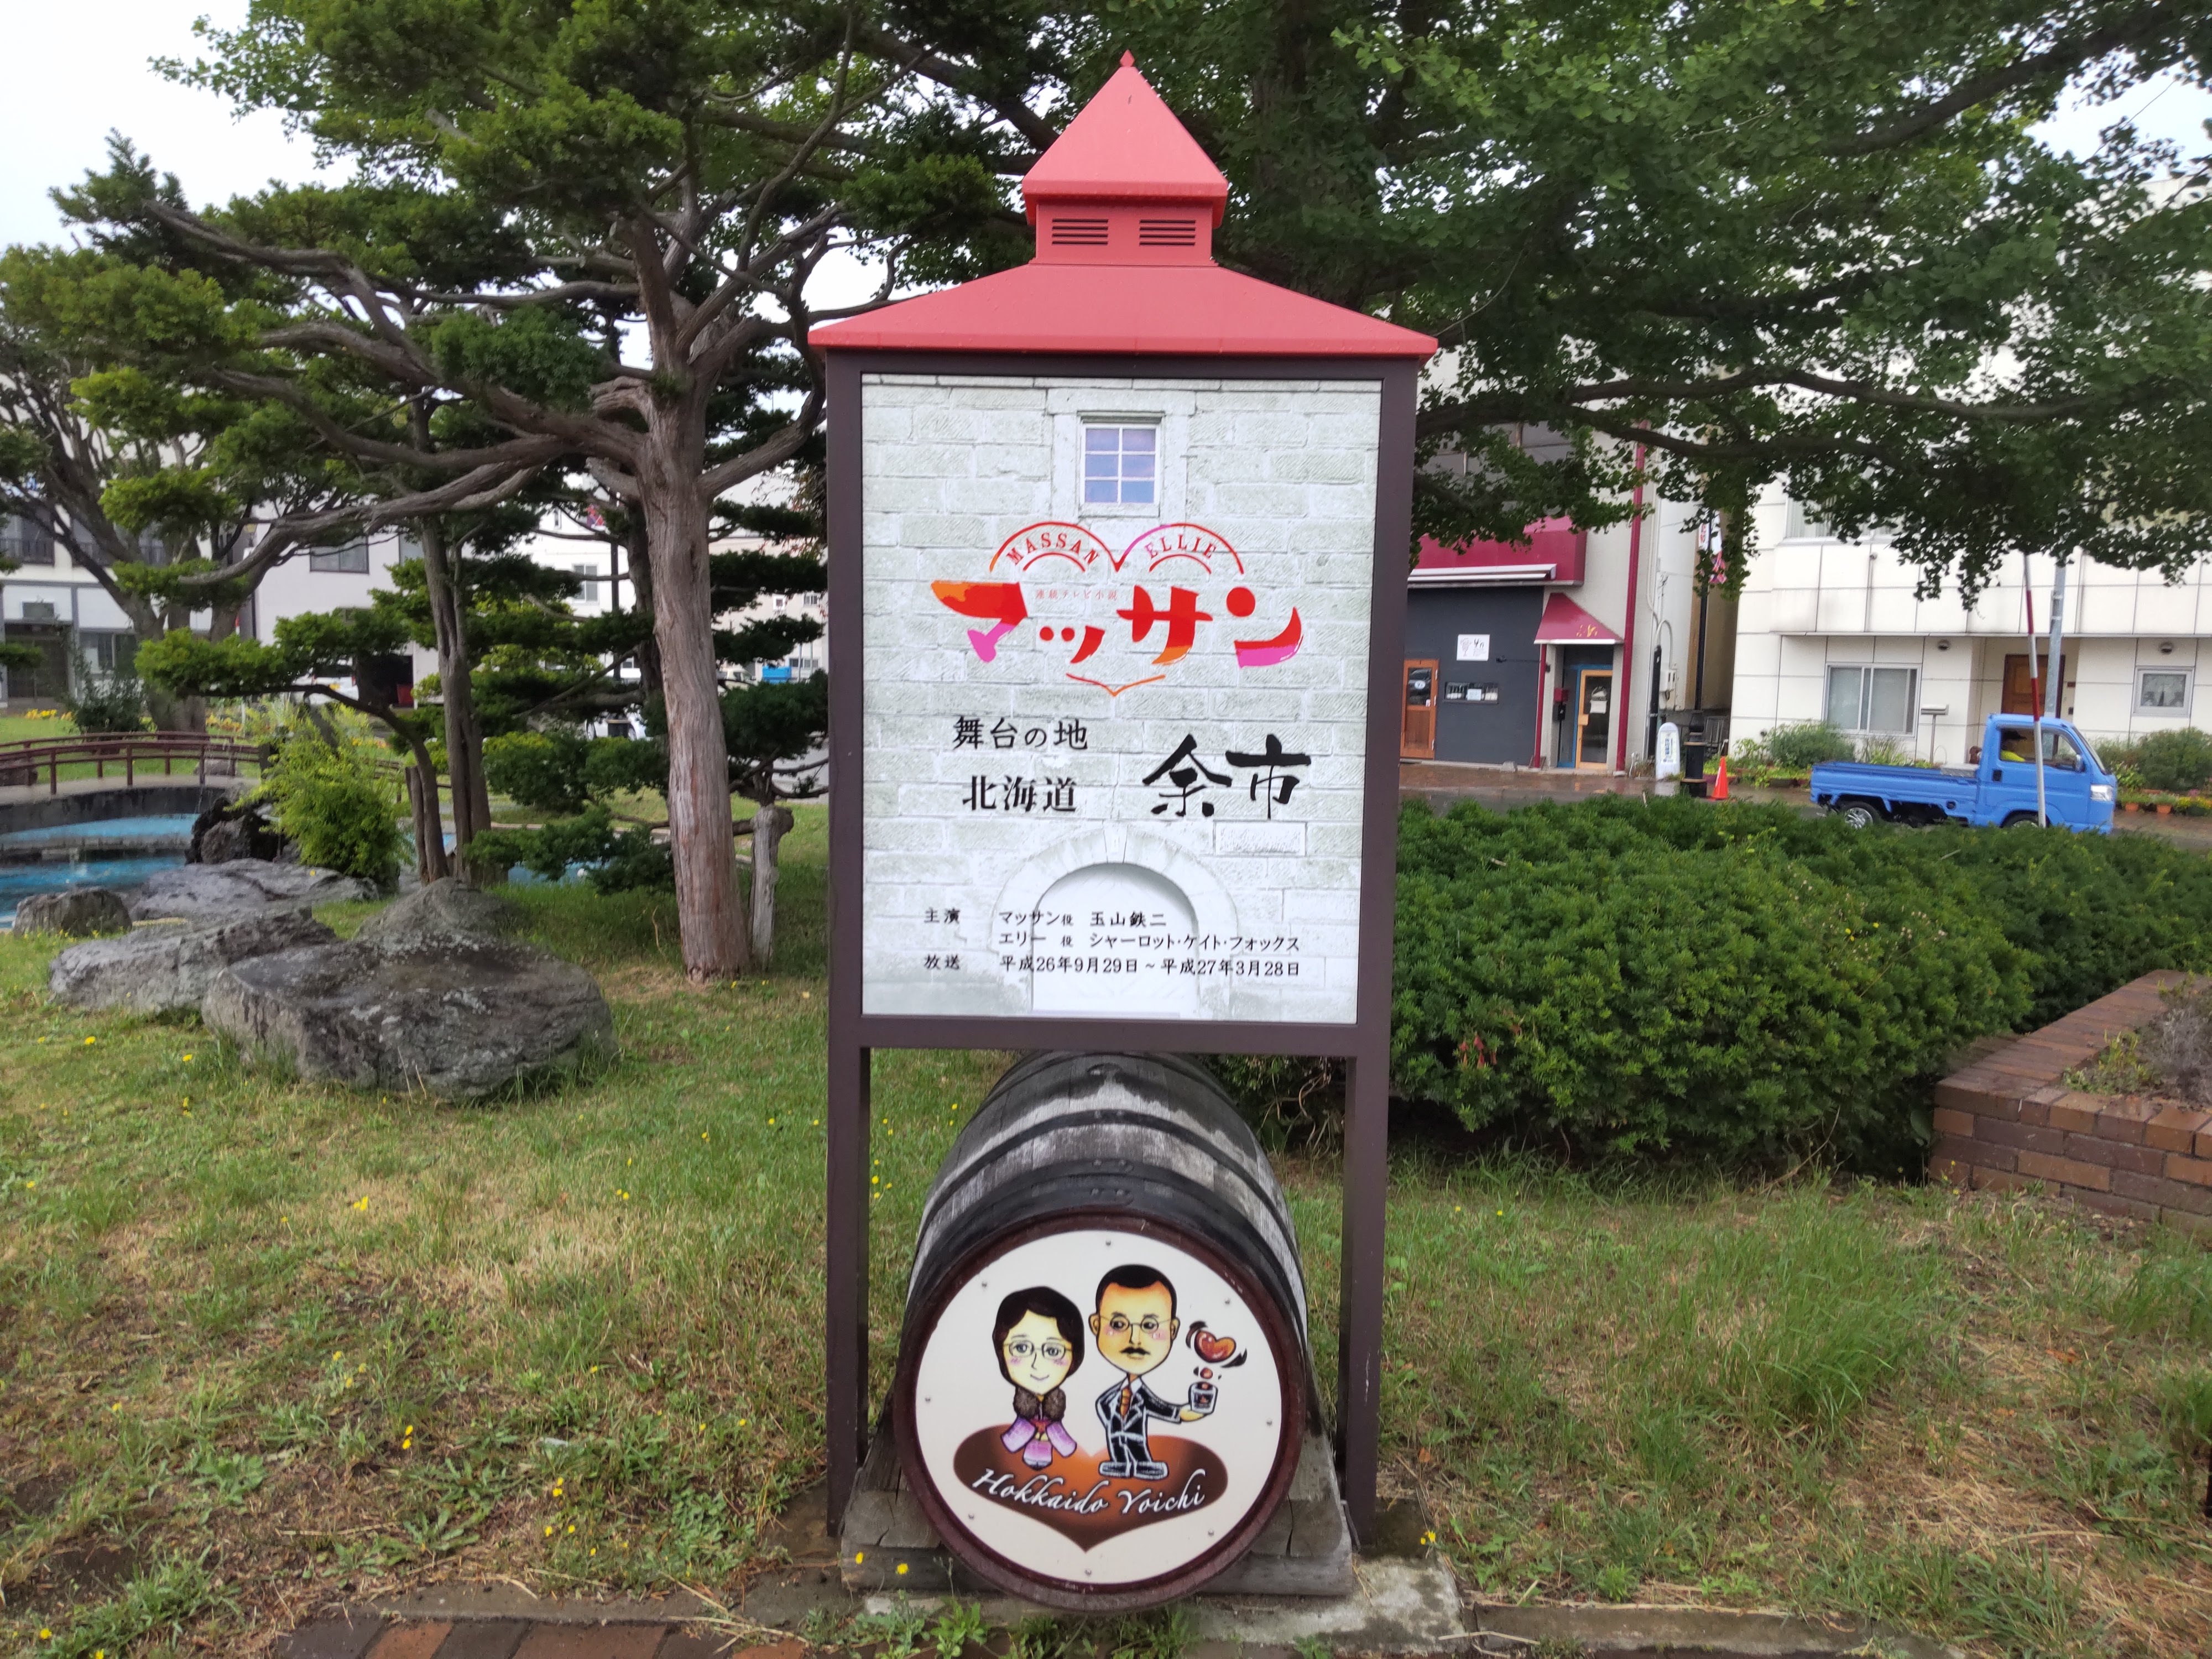 MASSAN ELLIE
連続テレビ小説
マッサン
舞台の地
北海道 余市
主演 マッサン役 玉山鉄二
エリー 役 シャーロット・ケイト・フォックス
放送 平成26年9月29日～平成27年3月28日
Hokkaido Yoichi